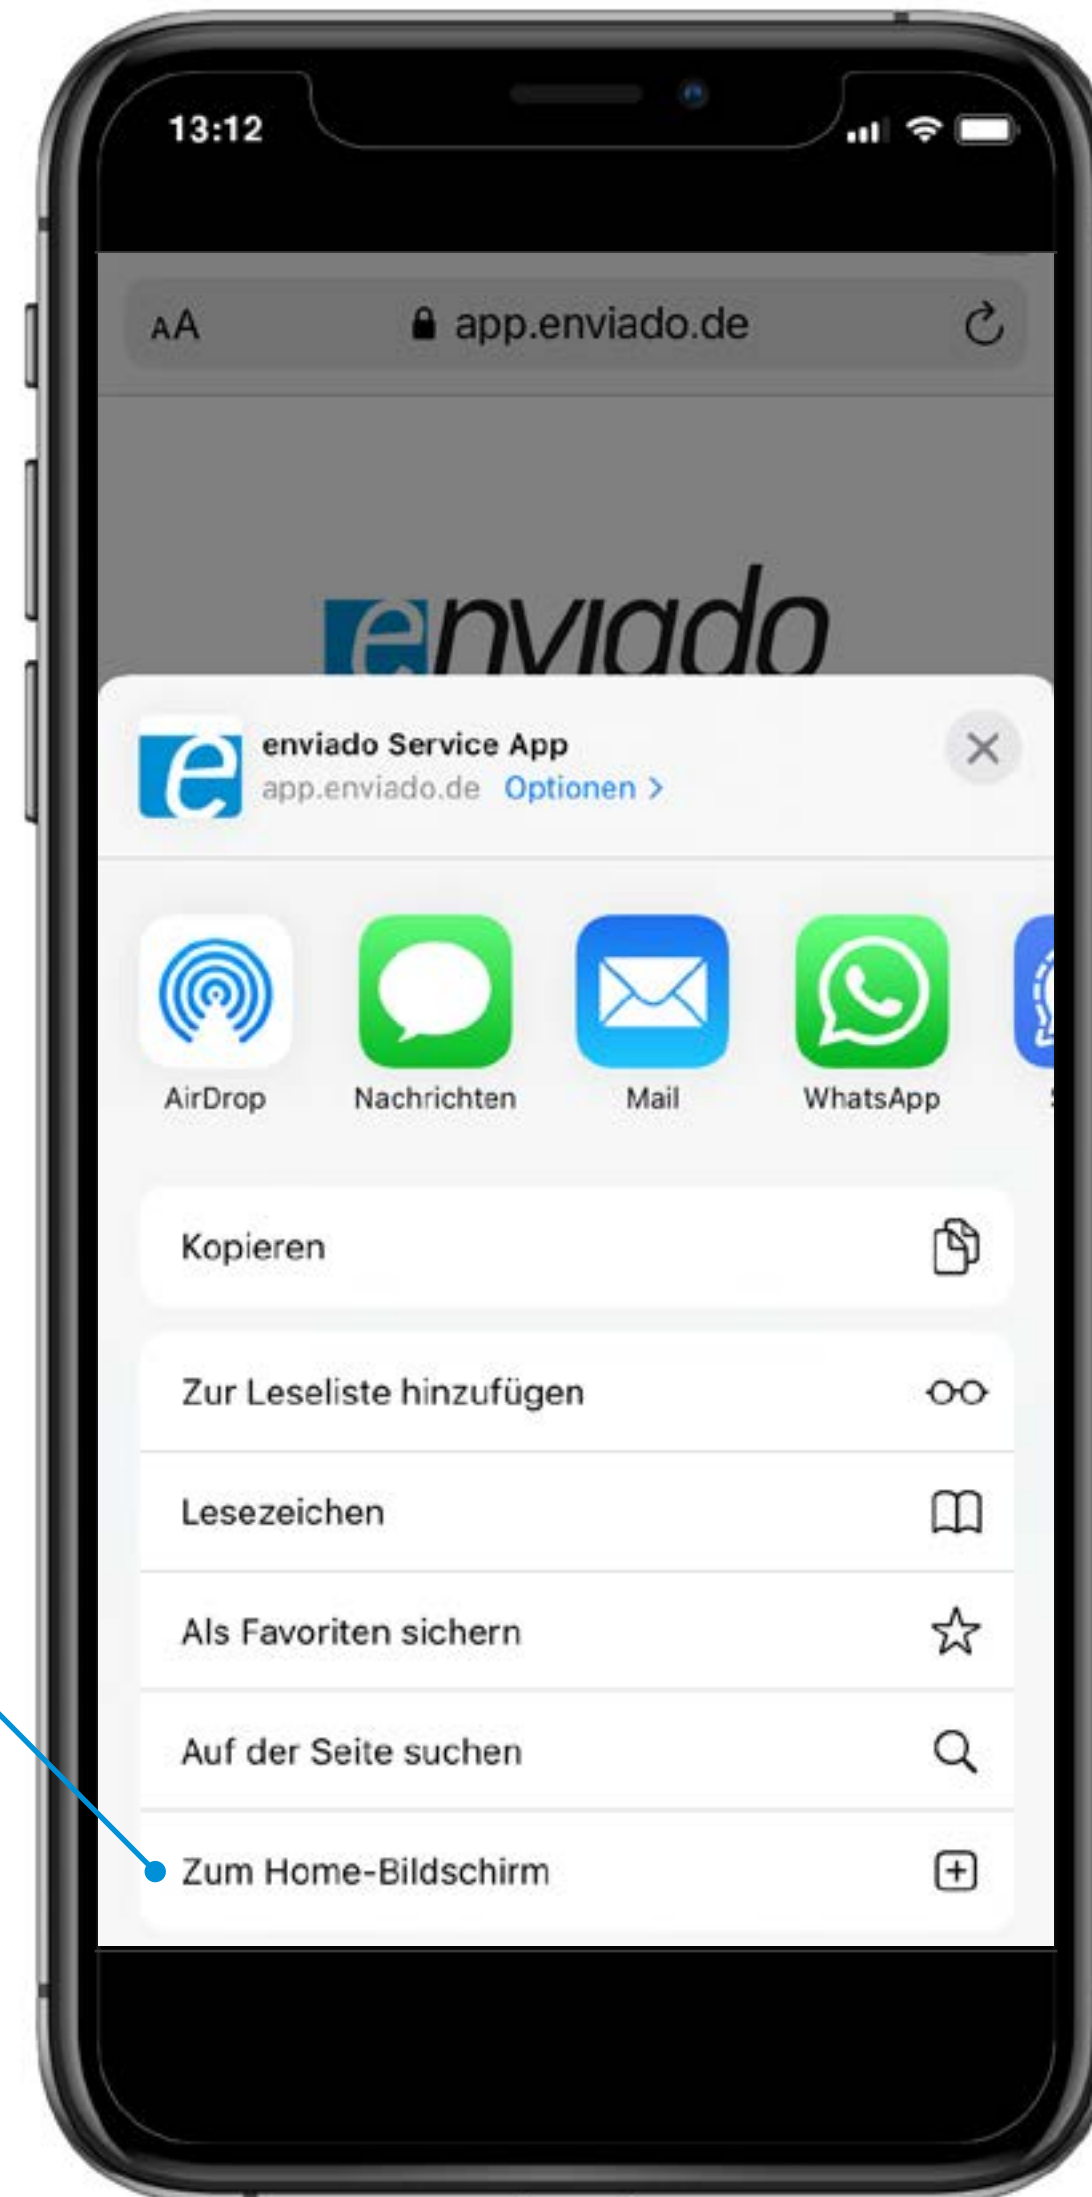 13:12
AA app.enviado.de
enviado
enviado Service App
app.enviado.de Optionen >
AirDrop Nachrichten Mail WhatsApp
Kopieren
Zur Leseliste hinzufügen
Lesezeichen
Als Favoriten sichern
Auf der Seite suchen
Zum Home-Bildschirm